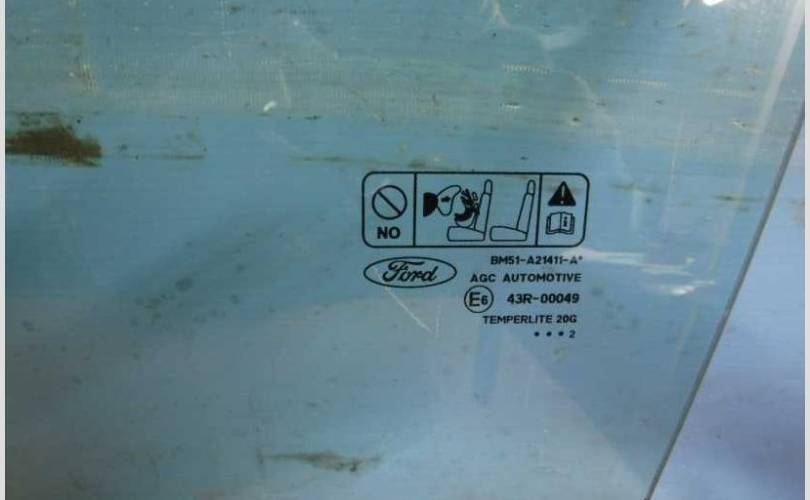 NO
BM51-A21411-A*
Ford
AGC AUTOMOTIVE
E6 43R-00049
TEMPERLITE 20G
• • • 2